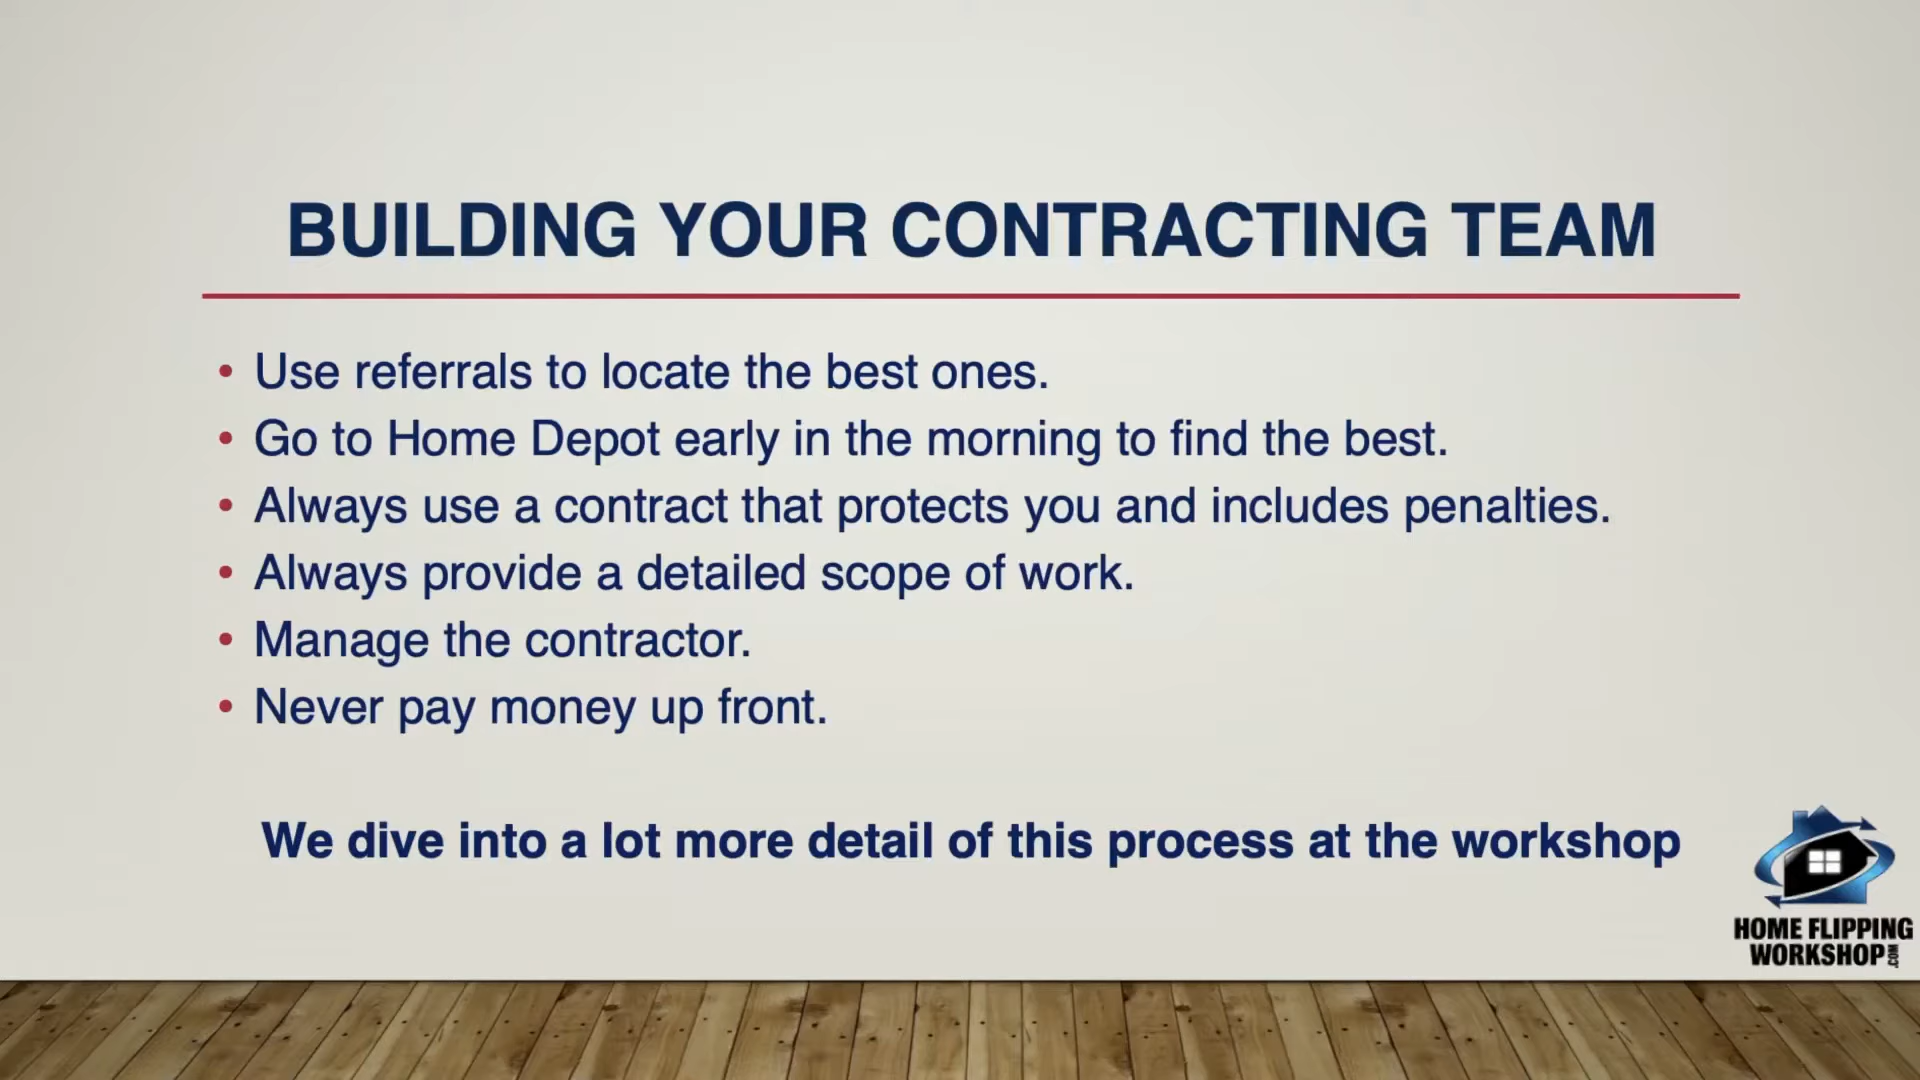 BUILDING YOUR CONTRACTING TEAM
• Use referrals to locate the best ones.
• Go to Home Depot early in the morning to find the best.
• Always use a contract that protects you and includes penalties.
• Always provide a detailed scope of work.
• Manage the contractor.
• Never pay money up front.
We dive into a lot more detail of this process at the workshop
HOME FLIPPING
WORKSHOP.COM